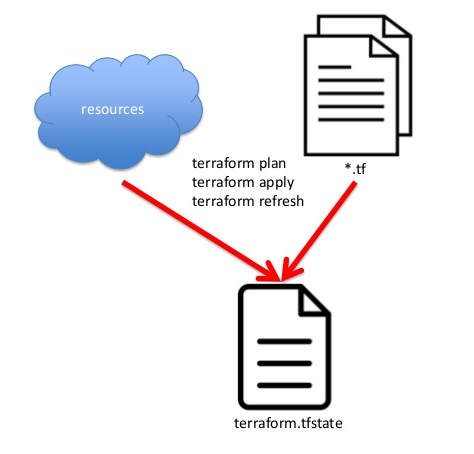 resources
*.tf
terraform plan
terraform apply
terraform refresh
terraform.tfstate